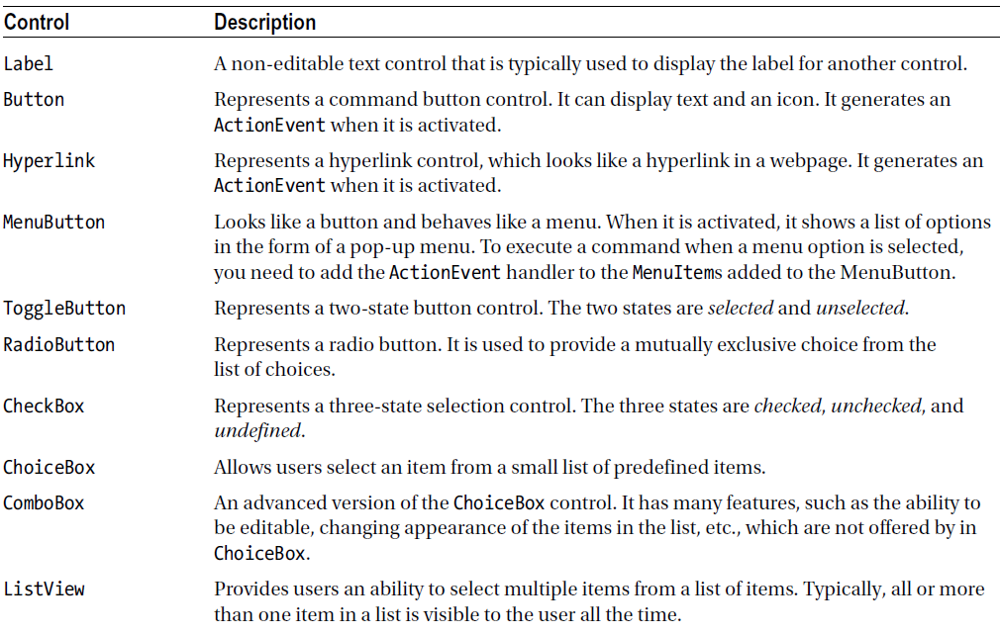 Control Description
Label A non-editable text control that is typically used to display the label for another control.
Button Represents a command button control. It can display text and an icon. It generates an
ActionEvent when it is activated.
Hyperlink Represents a hyperlink control, which looks like a hyperlink in a webpage. It generates an
ActionEvent when it is activated.
MenuButton Looks like a button and behaves like a menu. When it is activated, it shows a list of options
in the form of a pop-up menu. To execute a command when a menu option is selected,
you need to add the ActionEvent handler to the MenuItems added to the MenuButton.
ToggleButton Represents a two-state button control. The two states are selected and unselected.
RadioButton Represents a radio button. It is used to provide a mutually exclusive choice from the
list of choices.
CheckBox Represents a three-state selection control. The three states are checked, unchecked, and
undefined.
ChoiceBox Allows users select an item from a small list of predefined items.
ComboBox An advanced version of the ChoiceBox control. It has many features, such as the ability to
be editable, changing appearance of the items in the list, etc., which are not offered by in
ChoiceBox.
ListView Provides users an ability to select multiple items from a list of items. Typically, all or more
than one item in a list is visible to the user all the time.